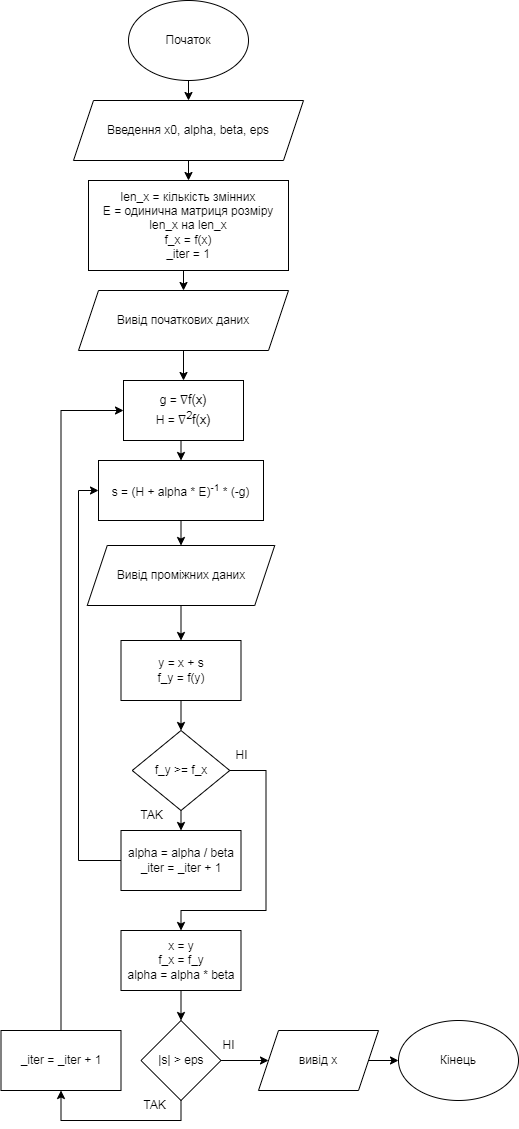 Початок
Введення x0, alpha, beta, eps
len_x = кількість змінних
E = одинична матриця розміру
len_x на len_x
f_x = f(x)
_iter = 1
Вивід початкових даних
g = ∇f(x)
H = ∇²f(x)
s = (H + alpha * E)⁻¹ * (-g)
Вивід проміжних даних
y = x + s
f_y = f(y)
f_y >= f_x
НІ
ТАК
alpha = alpha / beta
_iter = _iter + 1
x = y
f_x = f_y
alpha = alpha * beta
_iter = _iter + 1
|s| > eps
НІ
вивід x
Кінець
ТАК